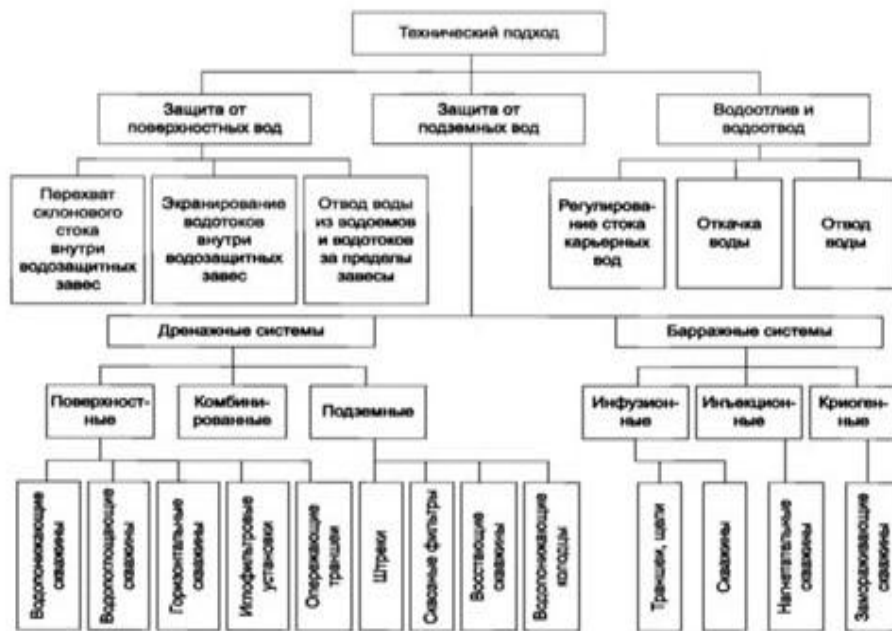 Технический подход
Защита от
поверхностных вод
Защита от
подземных вод
Водоотлив и
водоотвод
Перехват
склонового
стока
внутри
водозащитных
завес
Экранирование
водотоков
внутри
водозащитных
завес
Отвод воды
из водоемов
и водотоков
за пределы
завесы
Регулирова-
ние стока
карьерных
вод
Откачка
воды
Отвод
воды
Дренажные системы
Барражные системы
Поверхност-
ные
Комбини-
рованные
Подземные
Инфузион-
ные
Инъекцион-
ные
Криоген-
ные
Водопонижающие
скважины
Водопоглощающие
скважины
Горизонтальные
скважины
Иглофильтровые
установки
Опережающие
траншеи
Штреки
Сквозные фильтры
Восстающие
скважины
Водопонижающие
колодцы
Траншеи, щели
Скважины
Нагнетательные
скважины
Замораживающие
скважины